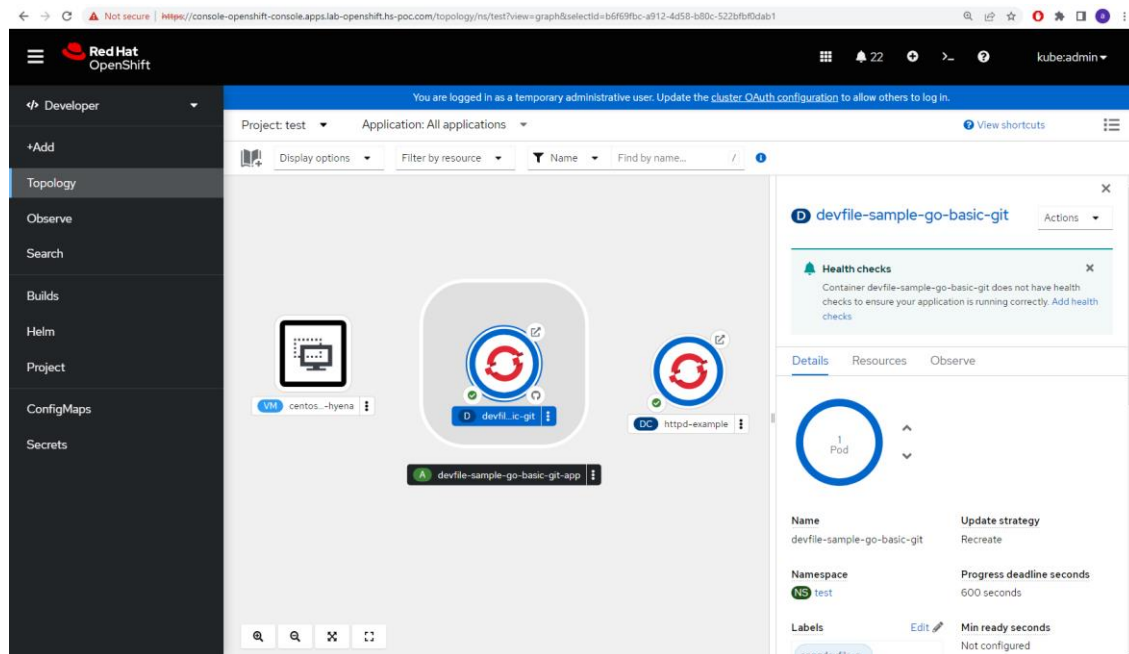 Not secure | https://console-openshift-console.apps.lab-openshift.hs-poc.com/topology/ns/test?view=graph&selectId=b6f69fbc-a912-4d58-b80c-522bfbf0dab1
Red Hat
OpenShift
22
kube:admin
Developer
You are logged in as a temporary administrative user. Update the cluster OAuth configuration to allow others to log in.
Project: test
Application: All applications
View shortcuts
+Add
Display options
Filter by resource
Name
Find by name...
/
Topology
Observe
Search
Builds
Helm
Project
ConfigMaps
Secrets
VM centos...-hyena
D devfil...ic-git
DC httpd-example
A devfile-sample-go-basic-git-app
D devfile-sample-go-basic-git
Actions
Health checks
Container devfile-sample-go-basic-git does not have health
checks to ensure your application is running correctly. Add health
checks
Details Resources Observe
1
Pod
Name
devfile-sample-go-basic-git
Update strategy
Recreate
Namespace
NS test
Progress deadline seconds
600 seconds
Labels
Edit
Min ready seconds
Not configured